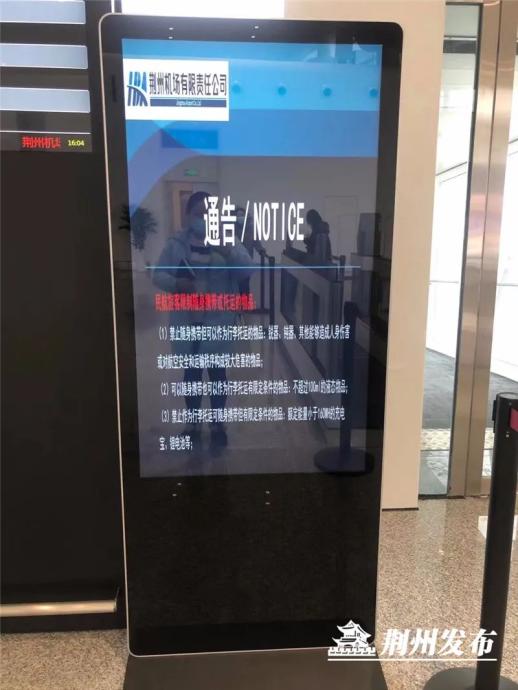 荆州机场有限责任公司
荆州机场
16:04
通告/NOTICE
民航旅客限制随身携带或托运的物品:
(1) 禁止随身携带但可以作为行李托运的物品: 锐器、钝器、其他能够造成人身伤害
或对航空安全和运输秩序构成较大危害的物品;
(2) 可以随身携带也可以作为行李托运有限定条件的物品: 不超过100ml的液态物品;
(3) 禁止作为行李托运可随身携带但有限定条件的物品: 额定能量小于160Wh的充电
宝、锂电池等;
荆州发布